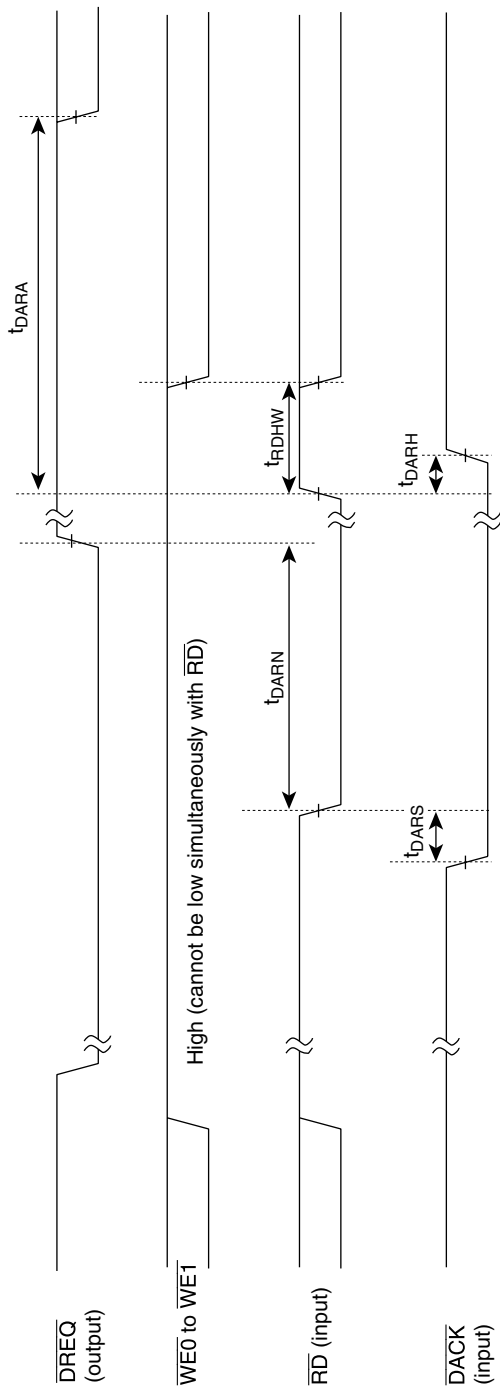 DREQ
(output)
tDARA
WE0 to WE1
High (cannot be low simultaneously with RD)
RD (input)
tDARN
tRDHW
DACK
(input)
tDARS
tDARH